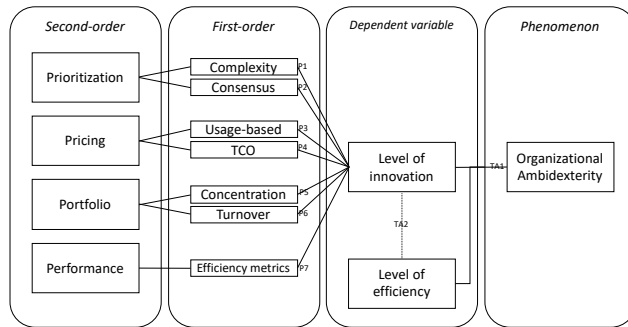 Second-order
First-order
Dependent variable
Phenomenon
Prioritization
Complexity
P1
Consensus
P2
Pricing
Usage-based
P3
TCO
P4
Level of
innovation
TA1
Organizational
Ambidexterity
Portfolio
Concentration
P5
Turnover
P6
TA2
Performance
Efficiency metrics
P7
Level of
efficiency